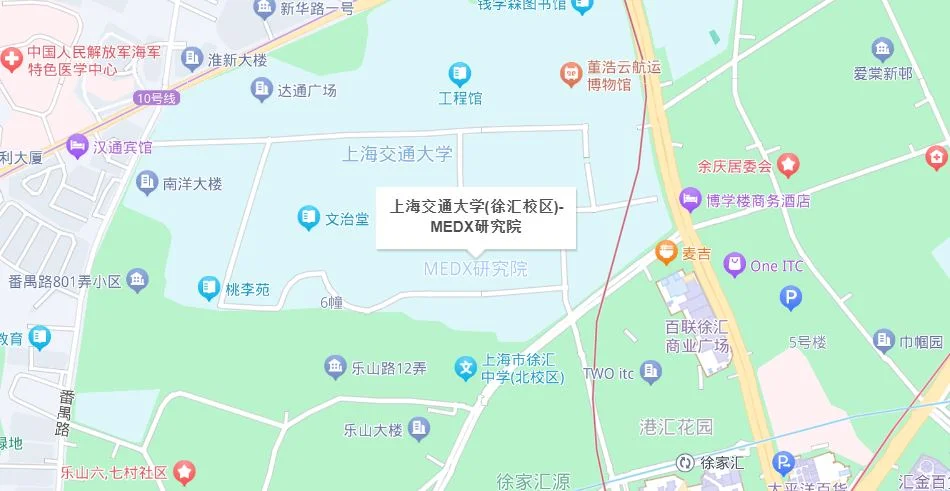 新华路一号
钱学森图书馆
中国人民解放军海军
特色医学中心
淮新大楼
董浩云航运
博物馆
爱棠新邨
达通广场
10号线
工程馆
汉通宾馆
利大厦
上海交通大学
余庆居委会
南洋大楼
博学楼商务酒店
文治堂
上海交通大学(徐汇校区)-
MEDX研究院
麦吉
MEDX研究院
One ITC
番禺路801弄小区
桃李苑
6幢
百联徐汇
商业广场
5号楼
巾帼园
教育
乐山路12弄
上海市徐汇
中学(北校区)
TWO itc
番禺路
乐山大楼
港汇花园
绿地
乐山六,七村社区
徐家汇
徐家汇源
太平洋百货
汇金百